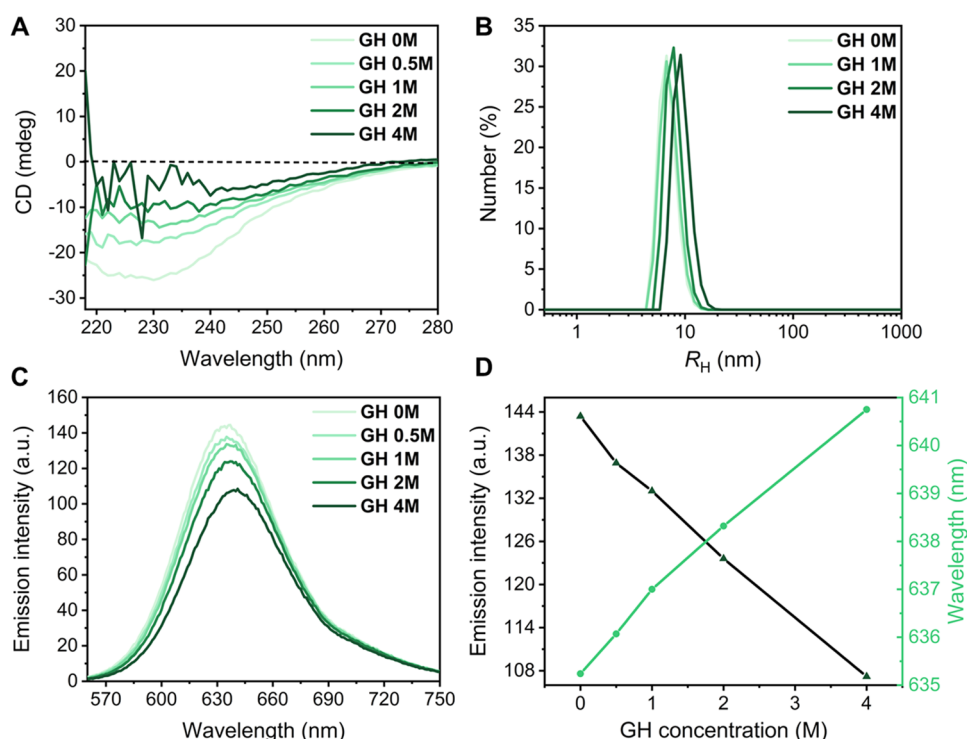 A
30
20
10
0
-10
-20
-30
CD (mdeg)
GH 0M
GH 0.5M
GH 1M
GH 2M
GH 4M
220 230 240 250 260 270 280
Wavelength (nm)
B
35
30
25
20
15
10
5
0
Number (%)
GH 0M
GH 1M
GH 2M
GH 4M
1 10 100 1000
RH (nm)
C
160
140
120
100
80
60
40
20
0
Emission intensity (a.u.)
GH 0M
GH 0.5M
GH 1M
GH 2M
GH 4M
570 600 630 660 690 720 750
Wavelength (nm)
D
144
138
132
126
120
114
108
Emission intensity (a.u.)
641
640
639
638
637
636
635
Wavelength (nm)
0 1 2 3 4
GH concentration (M)